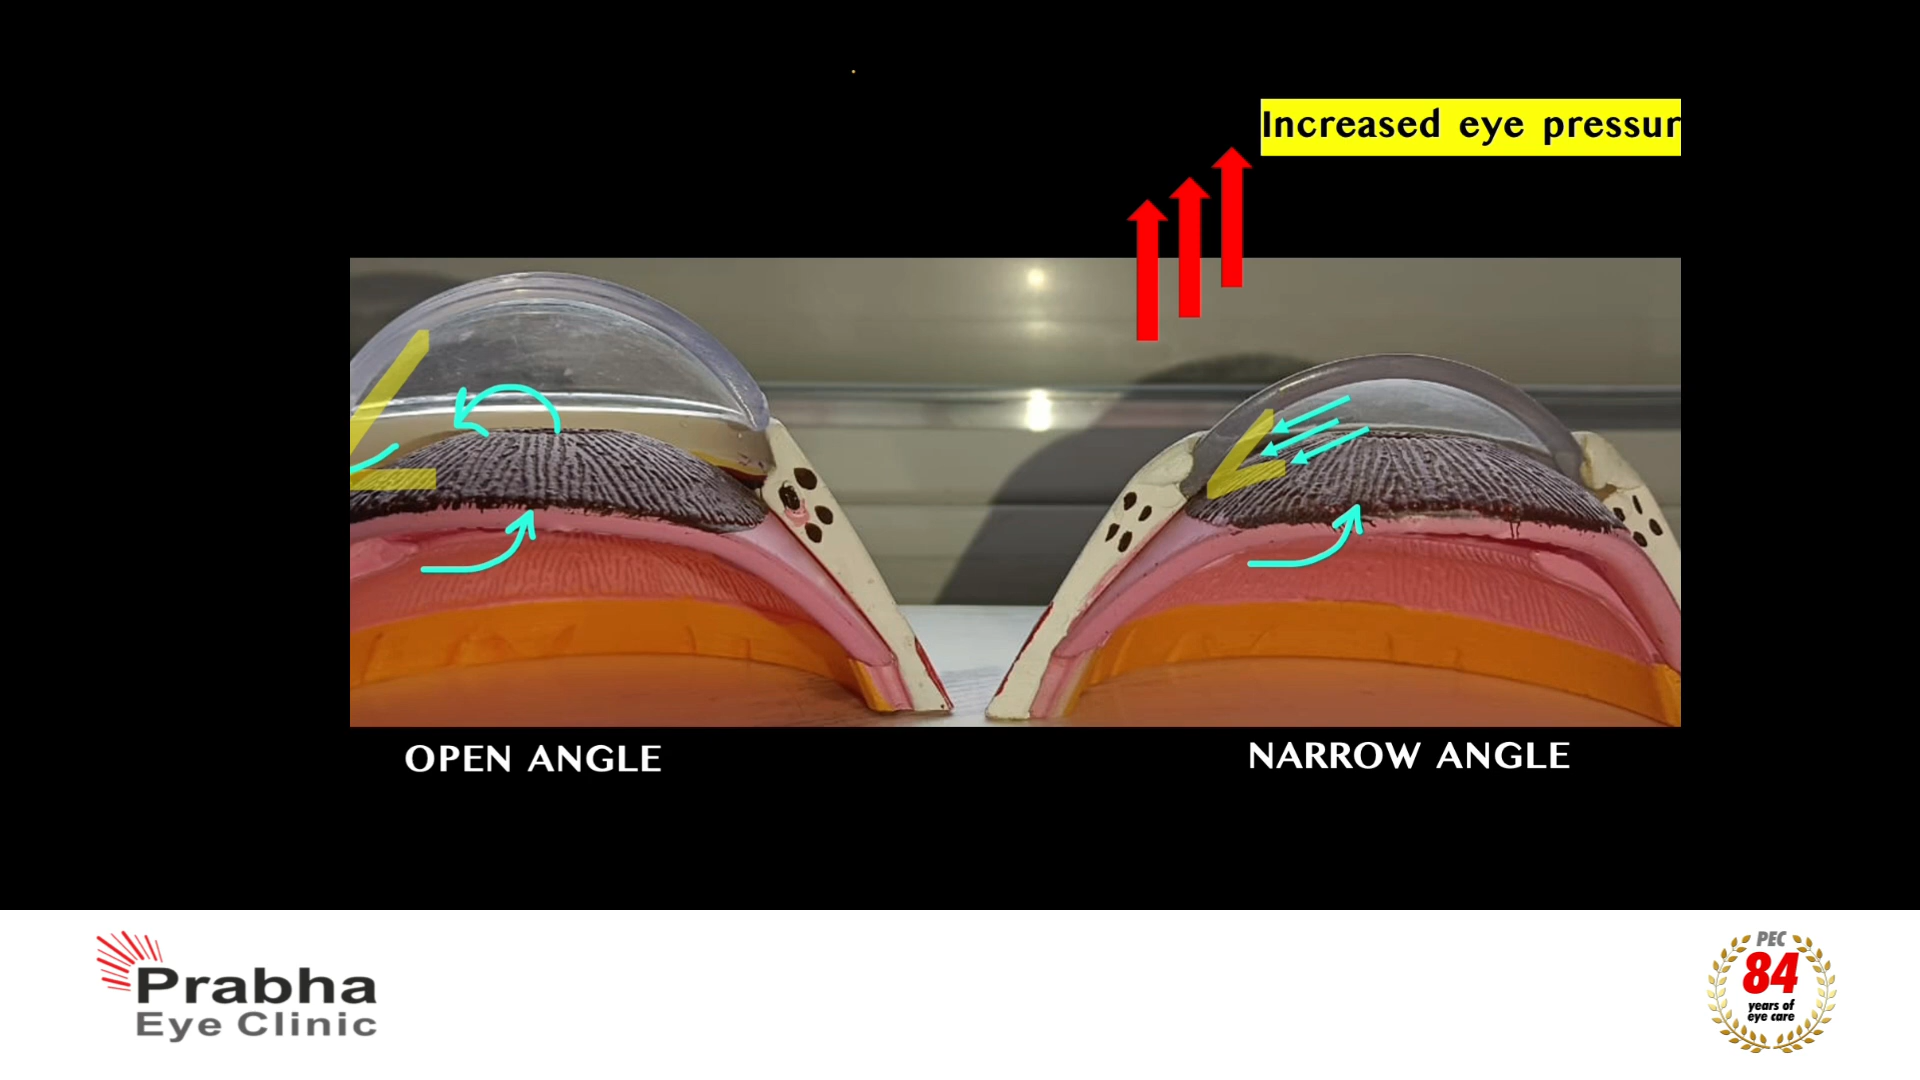 Increased eye pressur
OPEN ANGLE
NARROW ANGLE
Prabha
Eye Clinic
PEC
84
years of
eye care